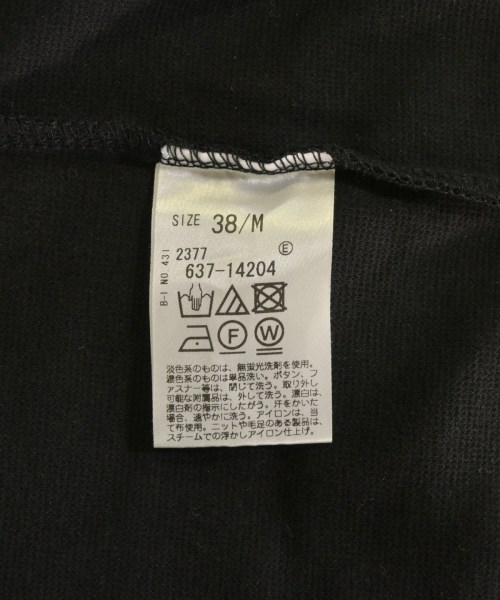 SIZE 38/M
B-I NO.431
2377 E
637-14204
F W
淡色系のものは、無蛍光洗剤を使用。
濃色系のものは単品洗い。ボタン、フ
ァスナー等は、閉じて洗う。取り外し
可能な附属品は、外して洗う。漂白は、
漂白剤の指示にしたがう。汗をかいた
場合、速やかに洗う。アイロンは、当
て布使用。ニットや毛足のある製品は、
スチームでの浮かしアイロン仕上げ。